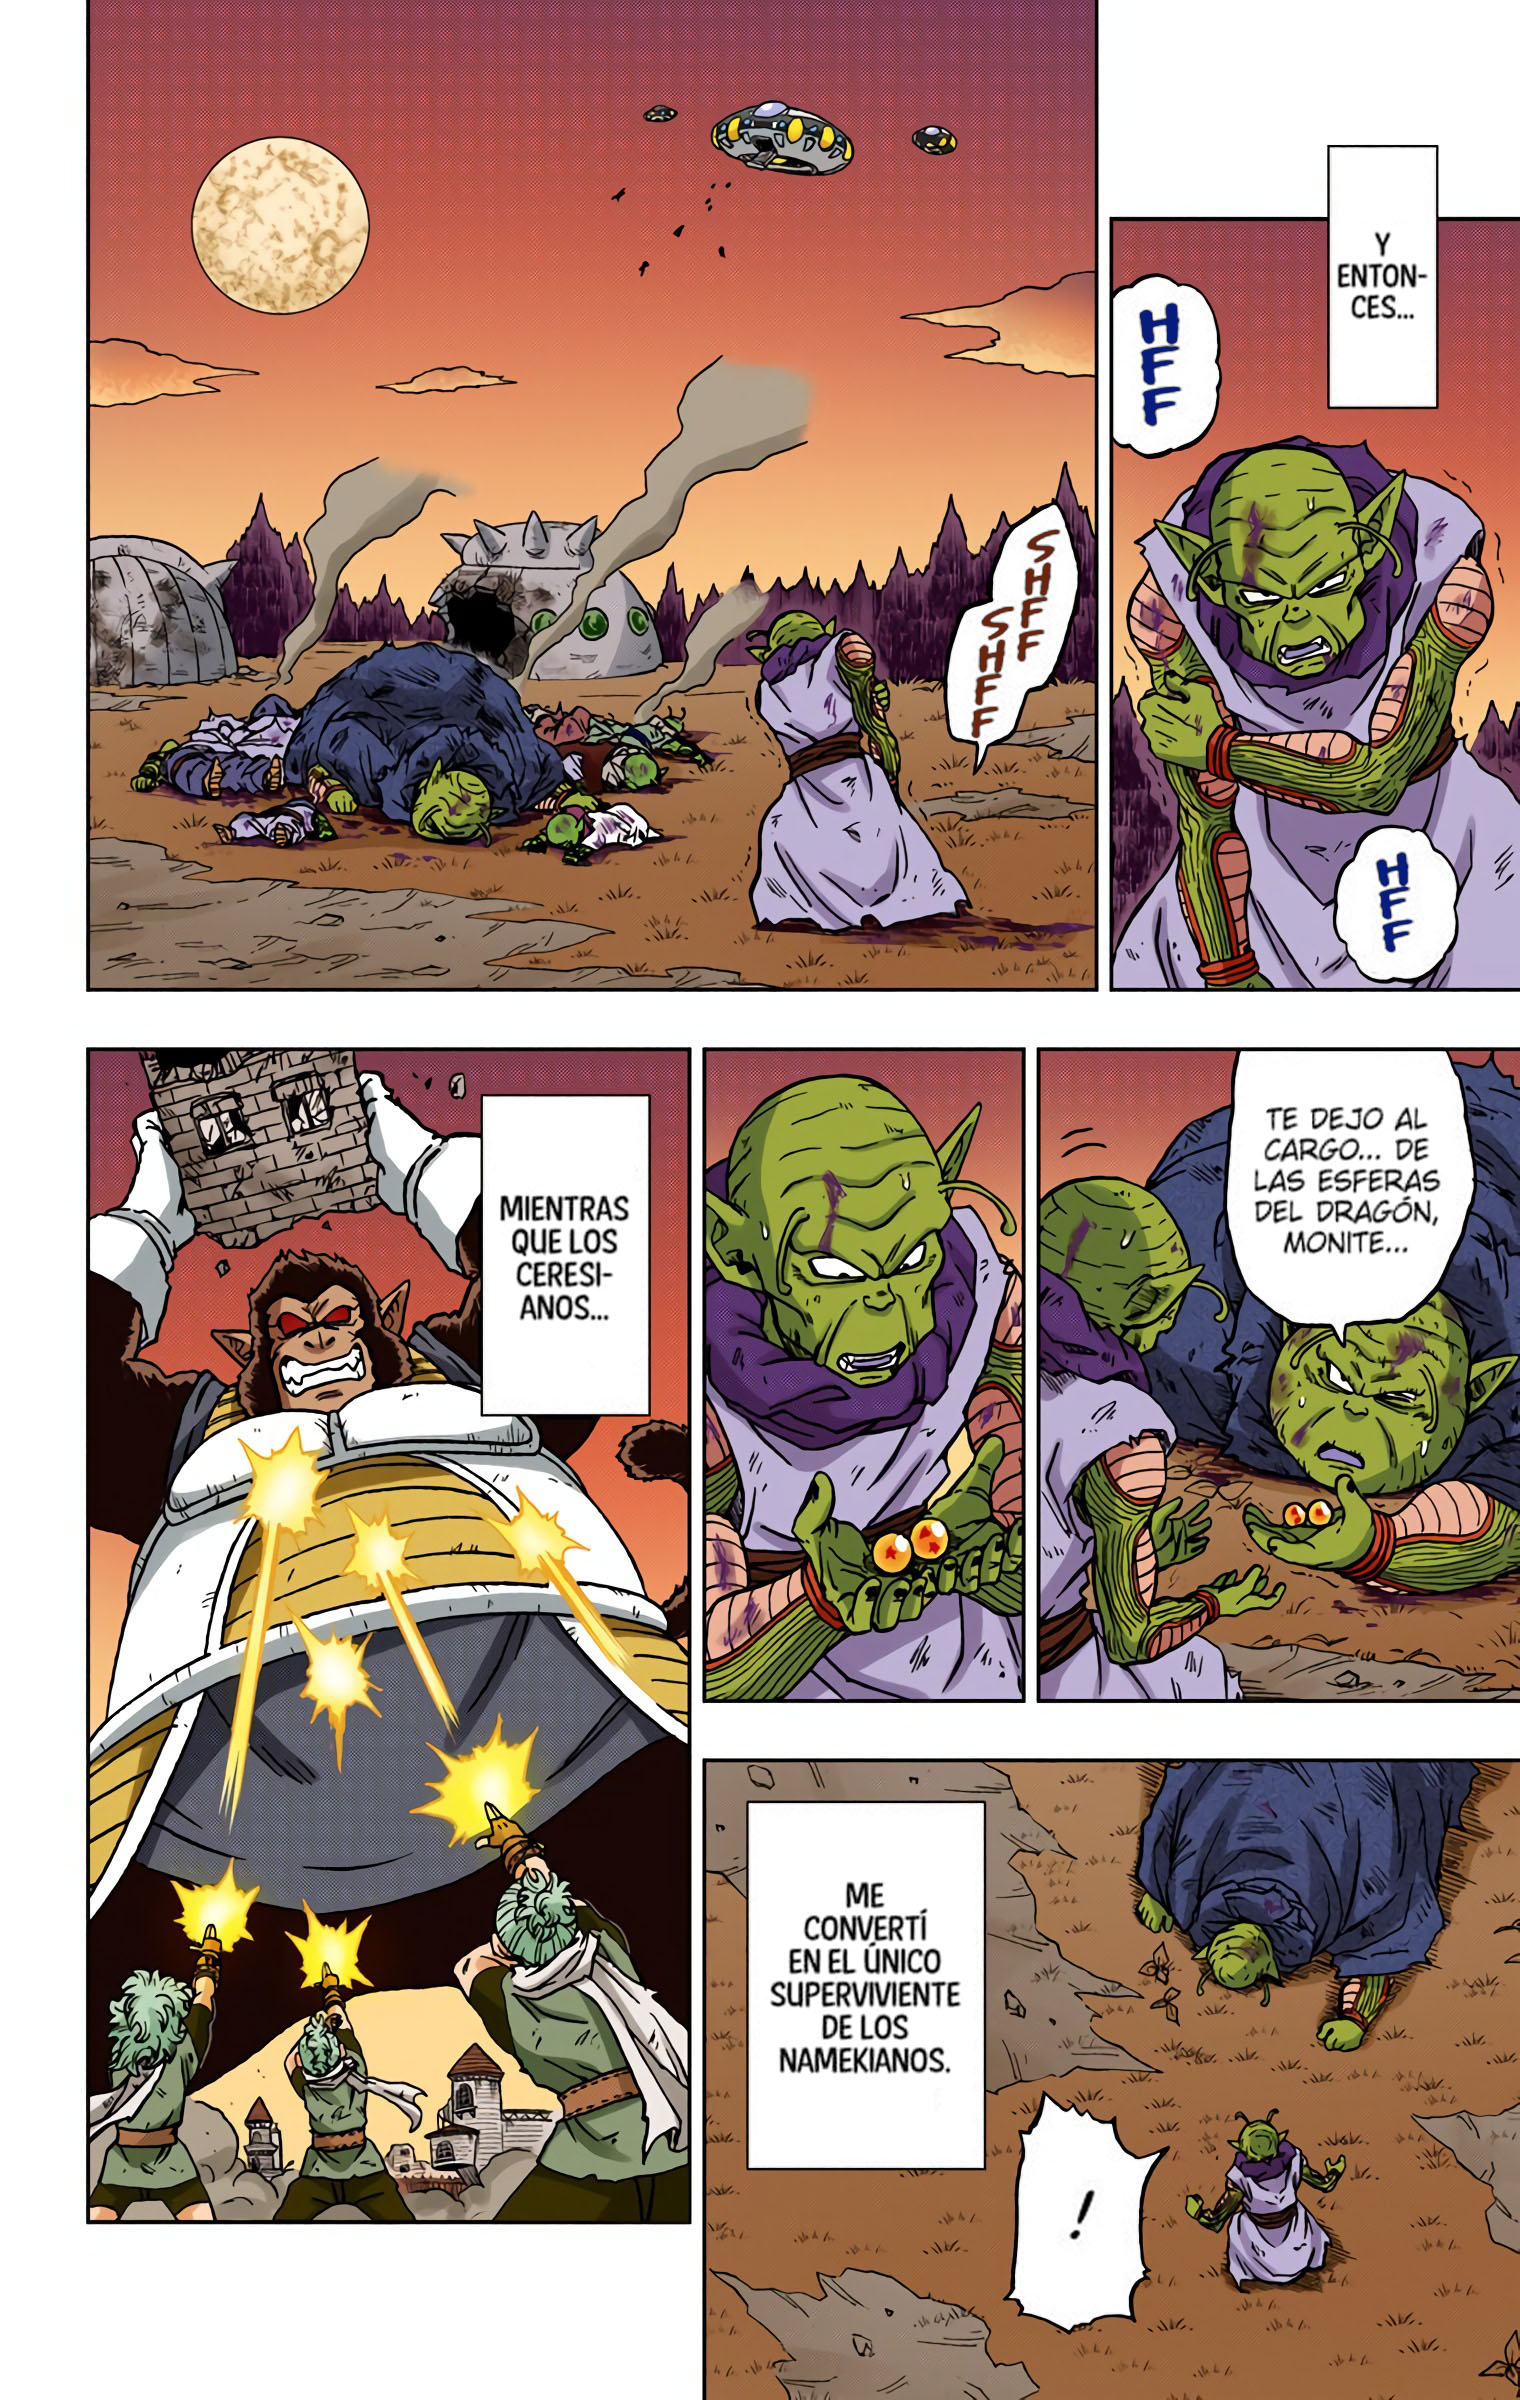 Y
ENTON-
CES...
HFF
HFF
SHFF
SHFF
TE DEJO AL
CARGO... DE
LAS ESFERAS
DEL DRAGÓN,
MONITE...
ME
CONVERTÍ
EN EL ÚNICO
SUPERVIVIENTE
DE LOS
NAMEKIANOS.
!
MIENTRAS
QUE LOS
CERESI-
ANOS...